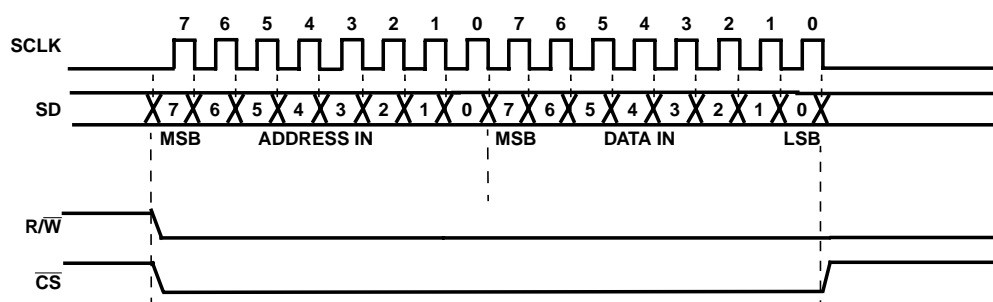 7 6 5 4 3 2 1 0 7 6 5 4 3 2 1 0
SCLK
SD 7 6 5 4 3 2 1 0 7 6 5 4 3 2 1 0
MSB ADDRESS IN MSB DATA IN LSB
R/W̅
C̅S̅